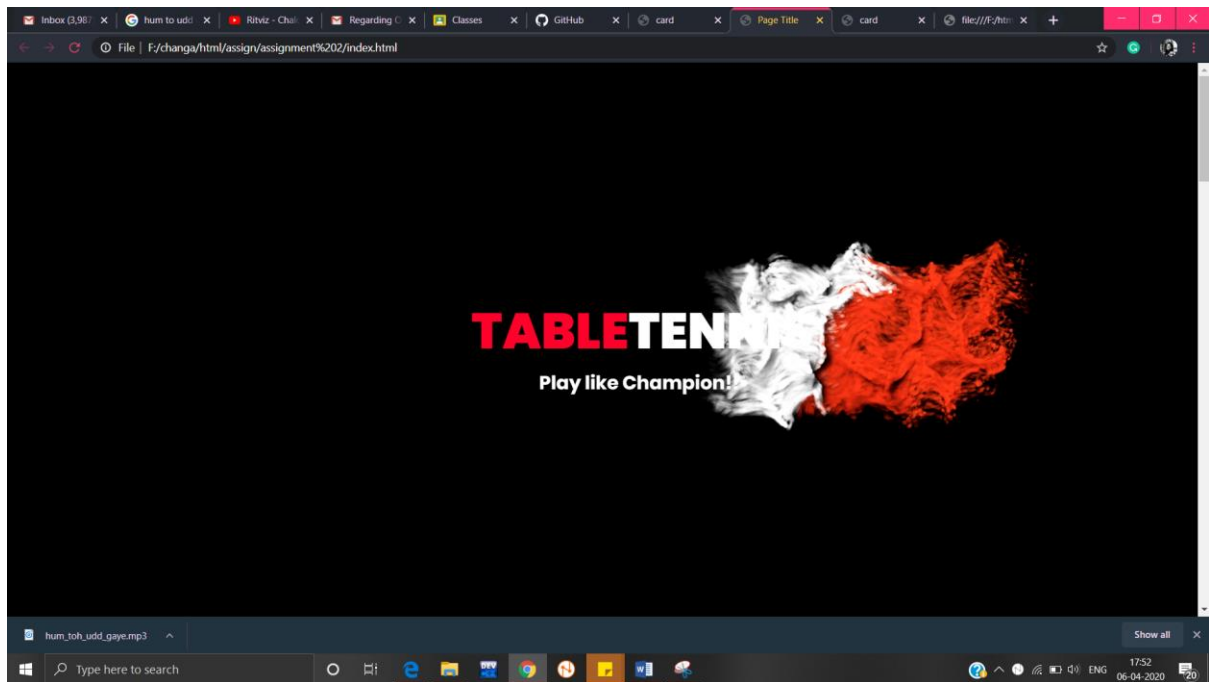 Inbox (3,987
hum to udd
Ritviz - Chal
Regarding O
Classes
GitHub
card
Page Title
card
file:///F:/htm
File | F:/changa/html/assign/assignment%202/index.html
TABLETENNIS
Play like Champion!
hum_toh_udd_gaye.mp3
Show all
Type here to search
DEV
W
ENG
17:52
06-04-2020
20